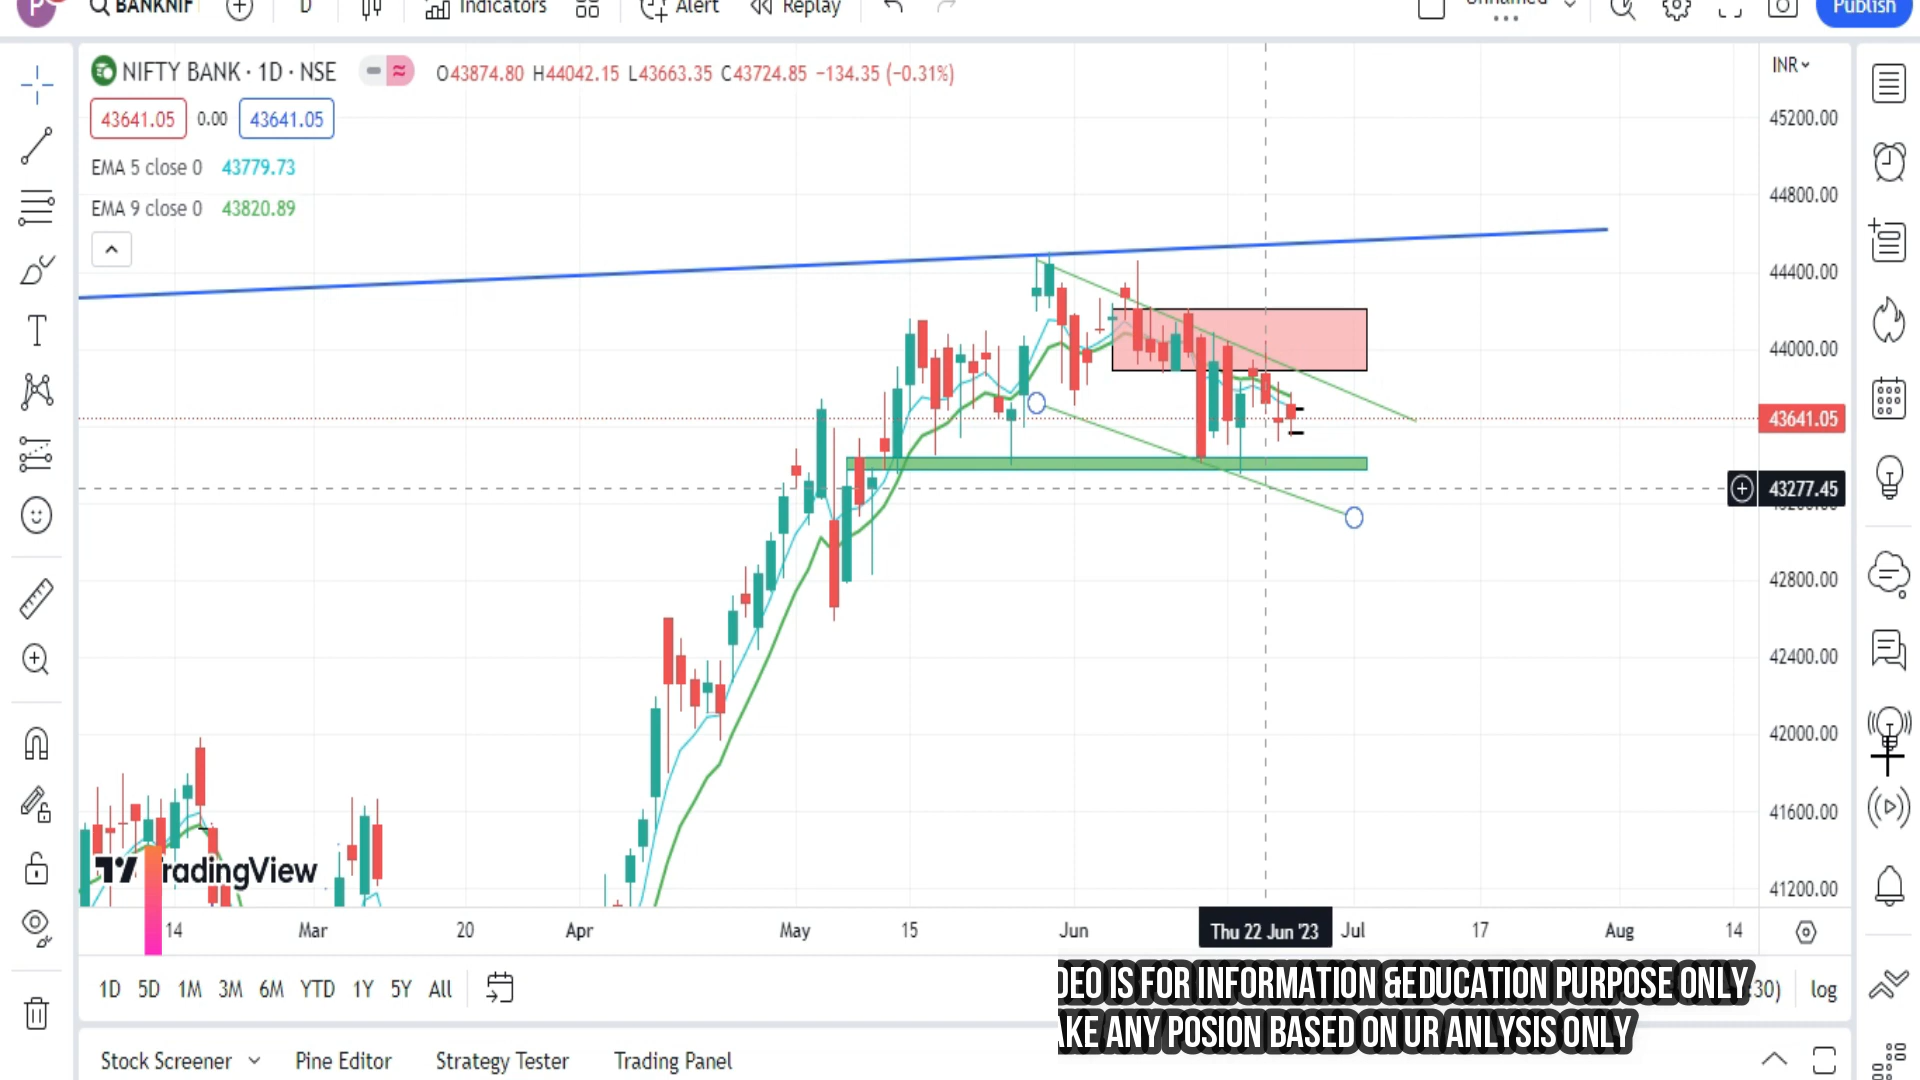 P BANKNIF D Indicators Alert Replay Unnamed Publish
NIFTY BANK · 1D · NSE O43874.80 H44042.15 L43663.35 C43724.85 −134.35 (−0.31%)
INR
43641.05 0.00 43641.05
EMA 5 close 0 43779.73
EMA 9 close 0 43820.89
45200.00
44800.00
44400.00
44000.00
43641.05
43277.45
42800.00
42400.00
42000.00
41600.00
41200.00
TradingView
14 Mar 20 Apr May 15 Jun Thu 22 Jun '23 Jul 17 Aug 14
1D 5D 1M 3M 6M YTD 1Y 5Y All :30) log
DEO IS FOR INFORMATION &EDUCATION PURPOSE ONLY
AKE ANY POSION BASED ON UR ANLYSIS ONLY
Stock Screener Pine Editor Strategy Tester Trading Panel